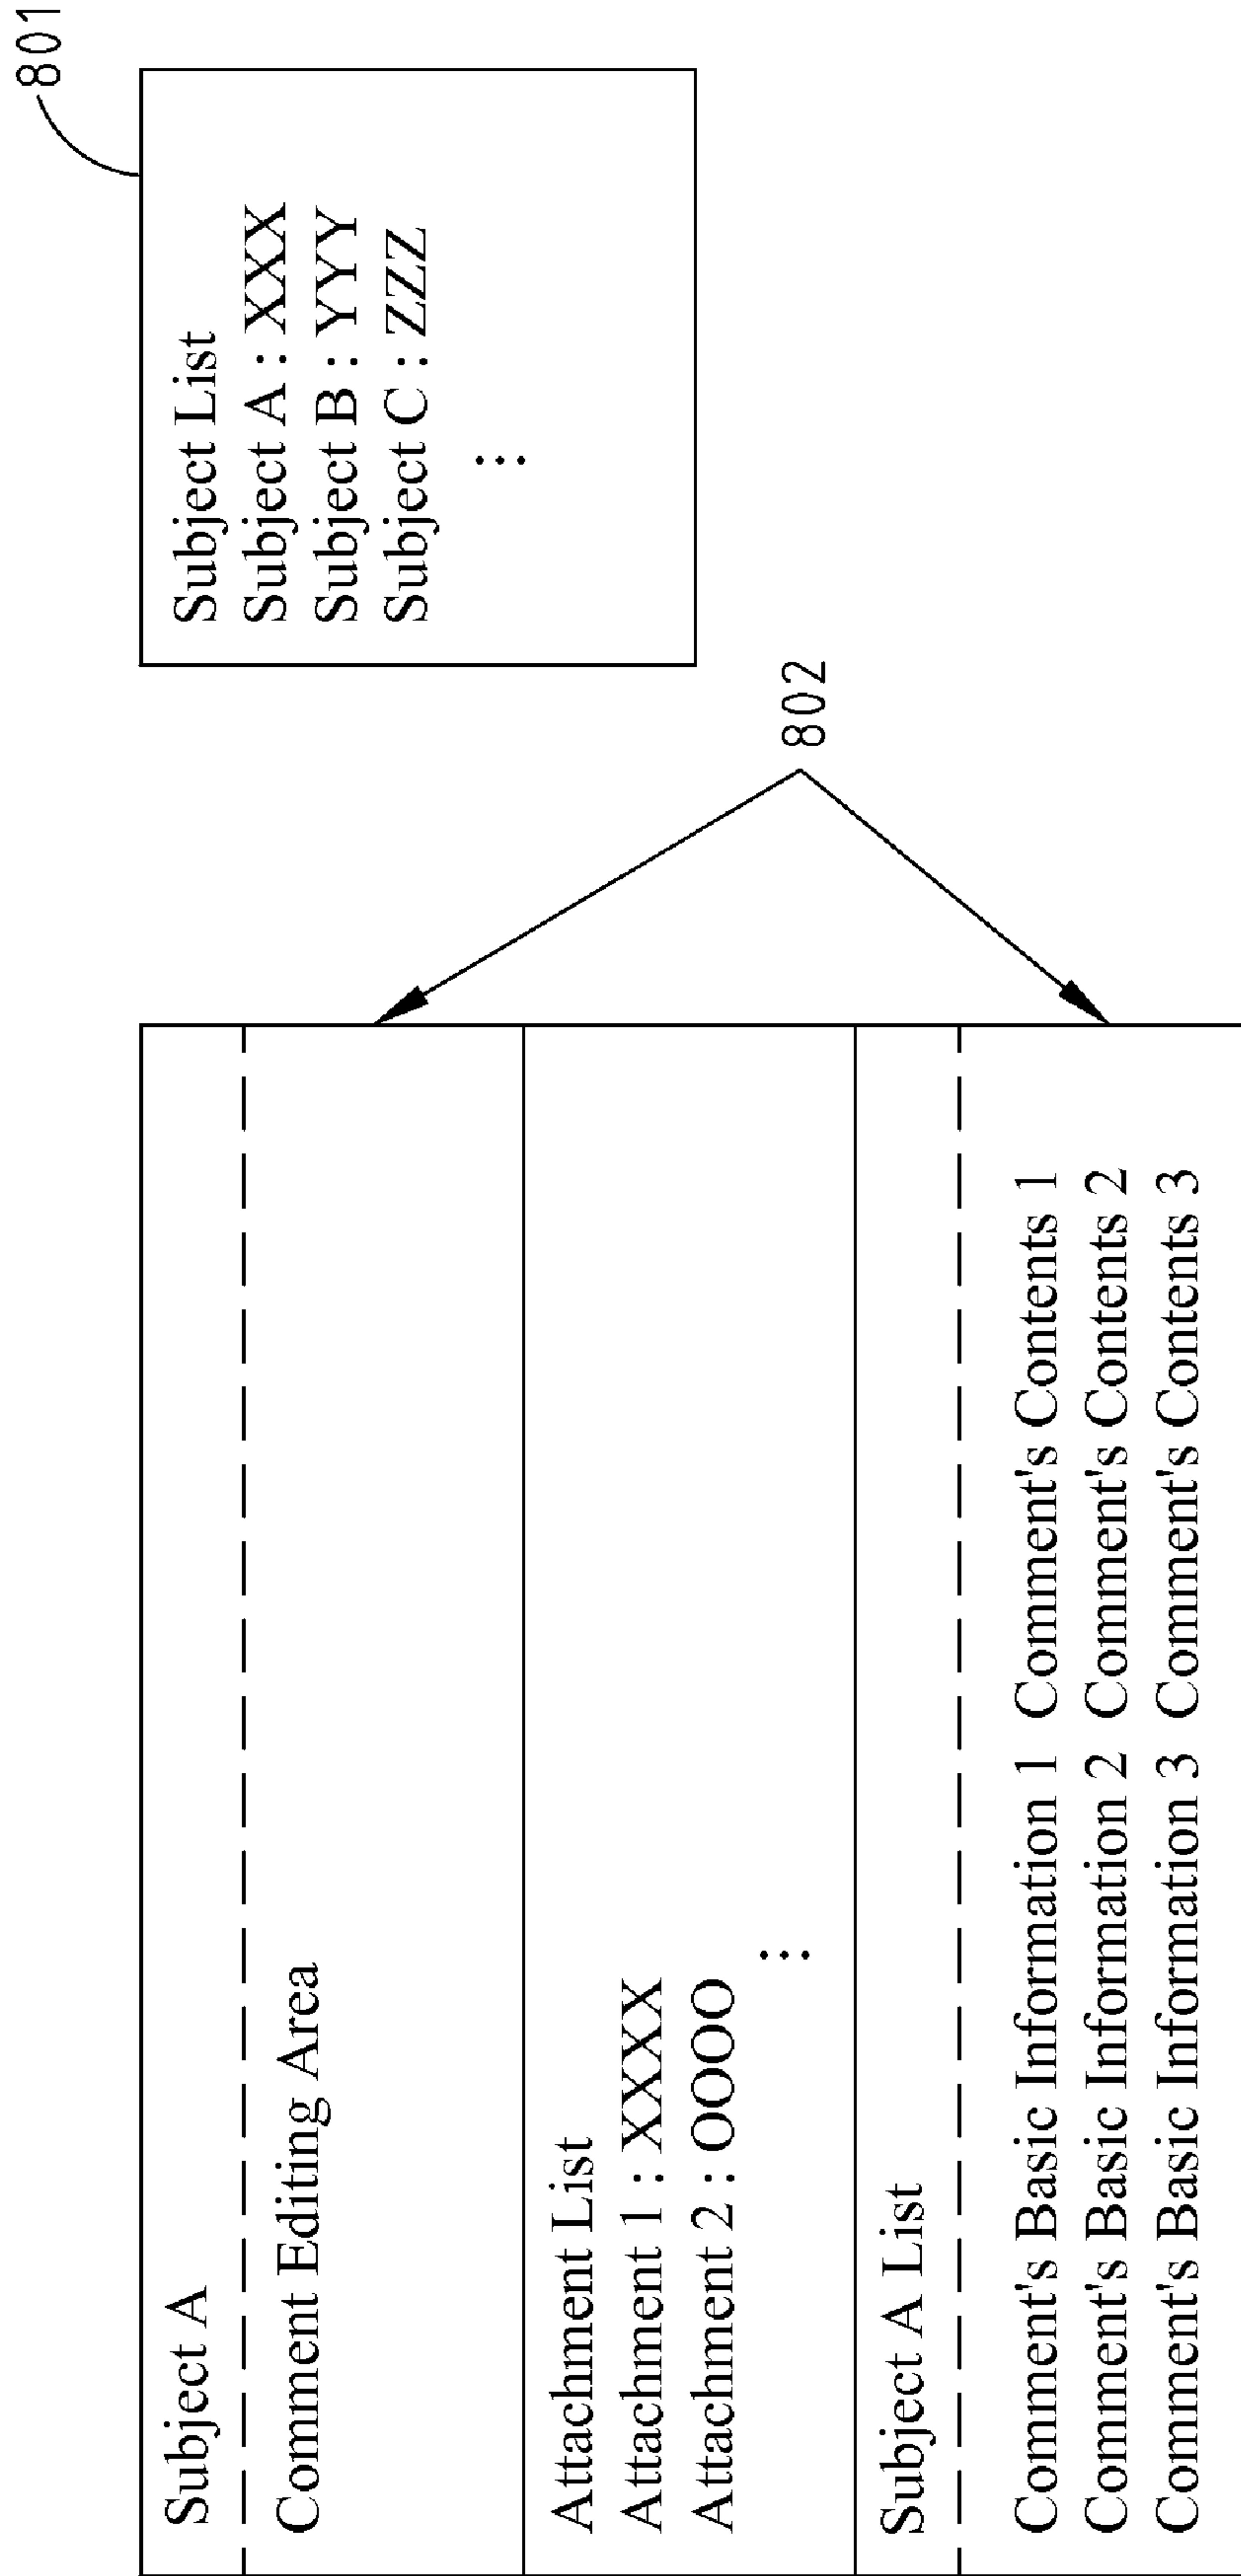 Subject A
Comment Editing Area
Attachment List
Attachment 1 : XXXX
Attachment 2 : OOOO
⋮
Subject A List
Comment's Basic Information 1 Comment's Contents 1
Comment's Basic Information 2 Comment's Contents 2
Comment's Basic Information 3 Comment's Contents 3
802
801
Subject List
Subject A : XXX
Subject B : YYY
Subject C : ZZZ
⋮